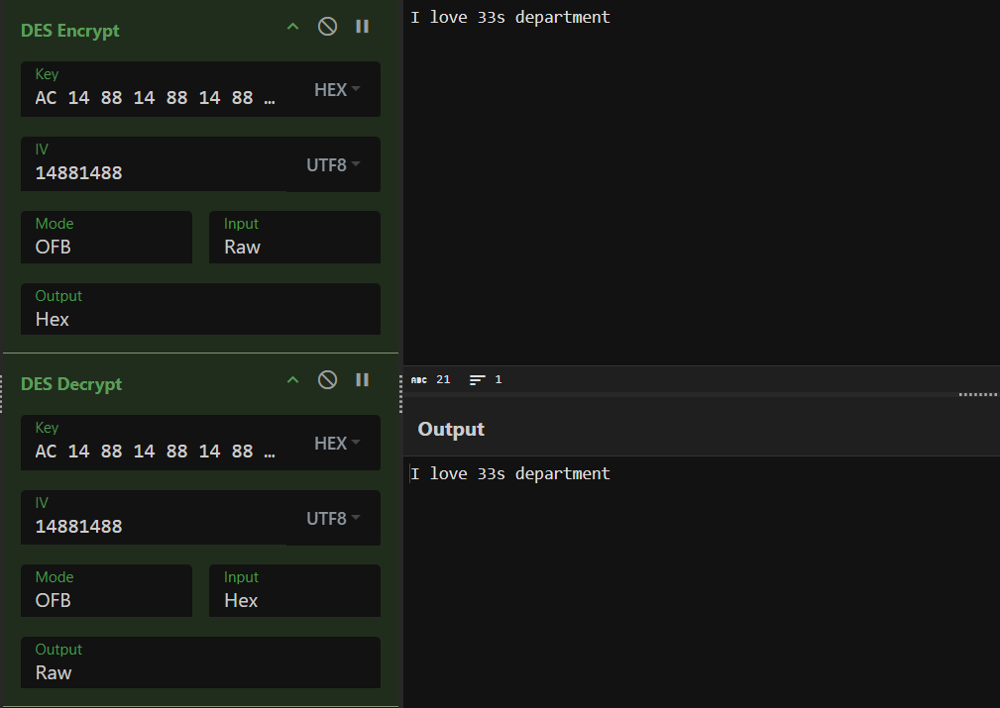 DES Encrypt
Key
AC 14 88 14 88 14 88 …
HEX
IV
14881488
UTF8
Mode
OFB
Input
Raw
Output
Hex
DES Decrypt
Key
AC 14 88 14 88 14 88 …
HEX
IV
14881488
UTF8
Mode
OFB
Input
Hex
Output
Raw
I love 33s department
ABC 21 1
Output
I love 33s department